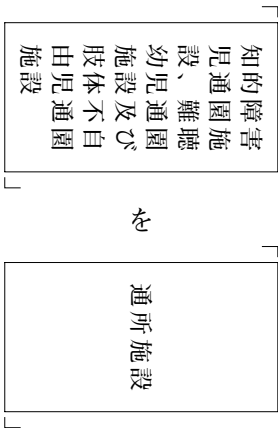 知的障害
児通園施
設、難聴
幼児通園
施設及び
肢体不自
由児通園
施設
を
通所施設